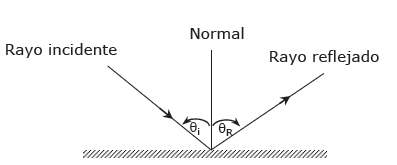 Normal
Rayo incidente
Rayo reflejado
θi
θR